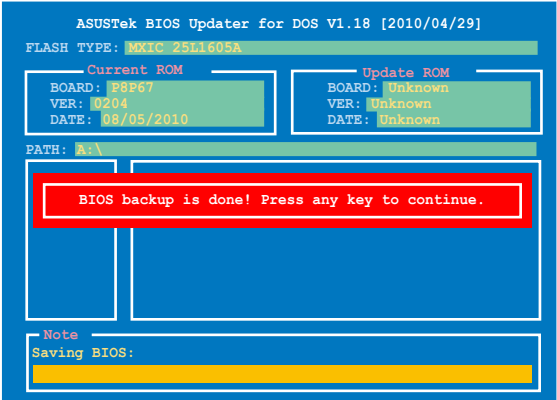 ASUSTek BIOS Updater for DOS V1.18 [2010/04/29]
FLASH TYPE: MXIC 25L1605A
Current ROM
BOARD: P8P67
VER: 0204
DATE: 08/05/2010
Update ROM
BOARD: Unknown
VER: Unknown
DATE: Unknown
PATH: A:\
BIOS backup is done! Press any key to continue.
Note
Saving BIOS: